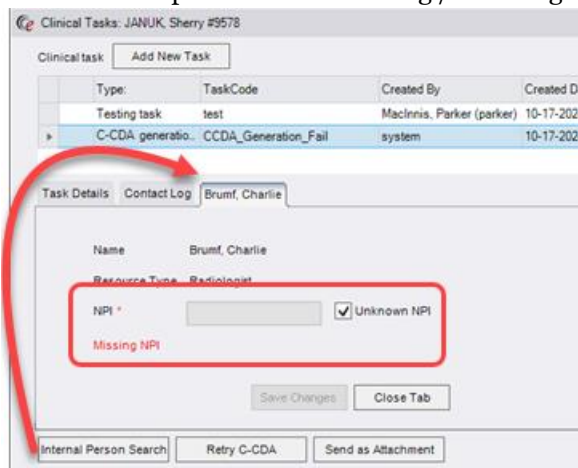 Clinical Tasks: JANUK, Sherry #9578
Clinical task Add New Task
Type: TaskCode Created By Created D
Testing task test MacInnis, Parker (parker) 10-17-202
C-CDA generatio.. CCDA_Generation_Fail system 10-17-202
Task Details Contact Log Brumf, Charlie
Name Brumf, Charlie
Resource Type Radiologist
NPI * Unknown NPI
Missing NPI
Save Changes Close Tab
Internal Person Search Retry C-CDA Send as Attachment